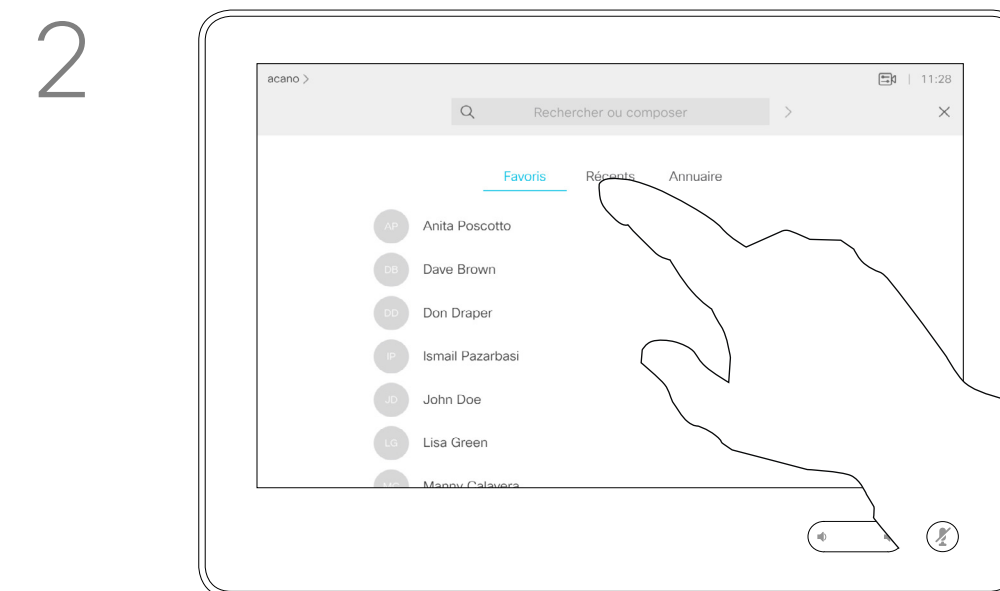 2
acano > 11:28
Rechercher ou composer >
Favoris Récents Annuaire
AP Anita Poscotto
DB Dave Brown
DD Don Draper
IP Ismail Pazarbasi
JD John Doe
LG Lisa Green
MC Manny Calavera